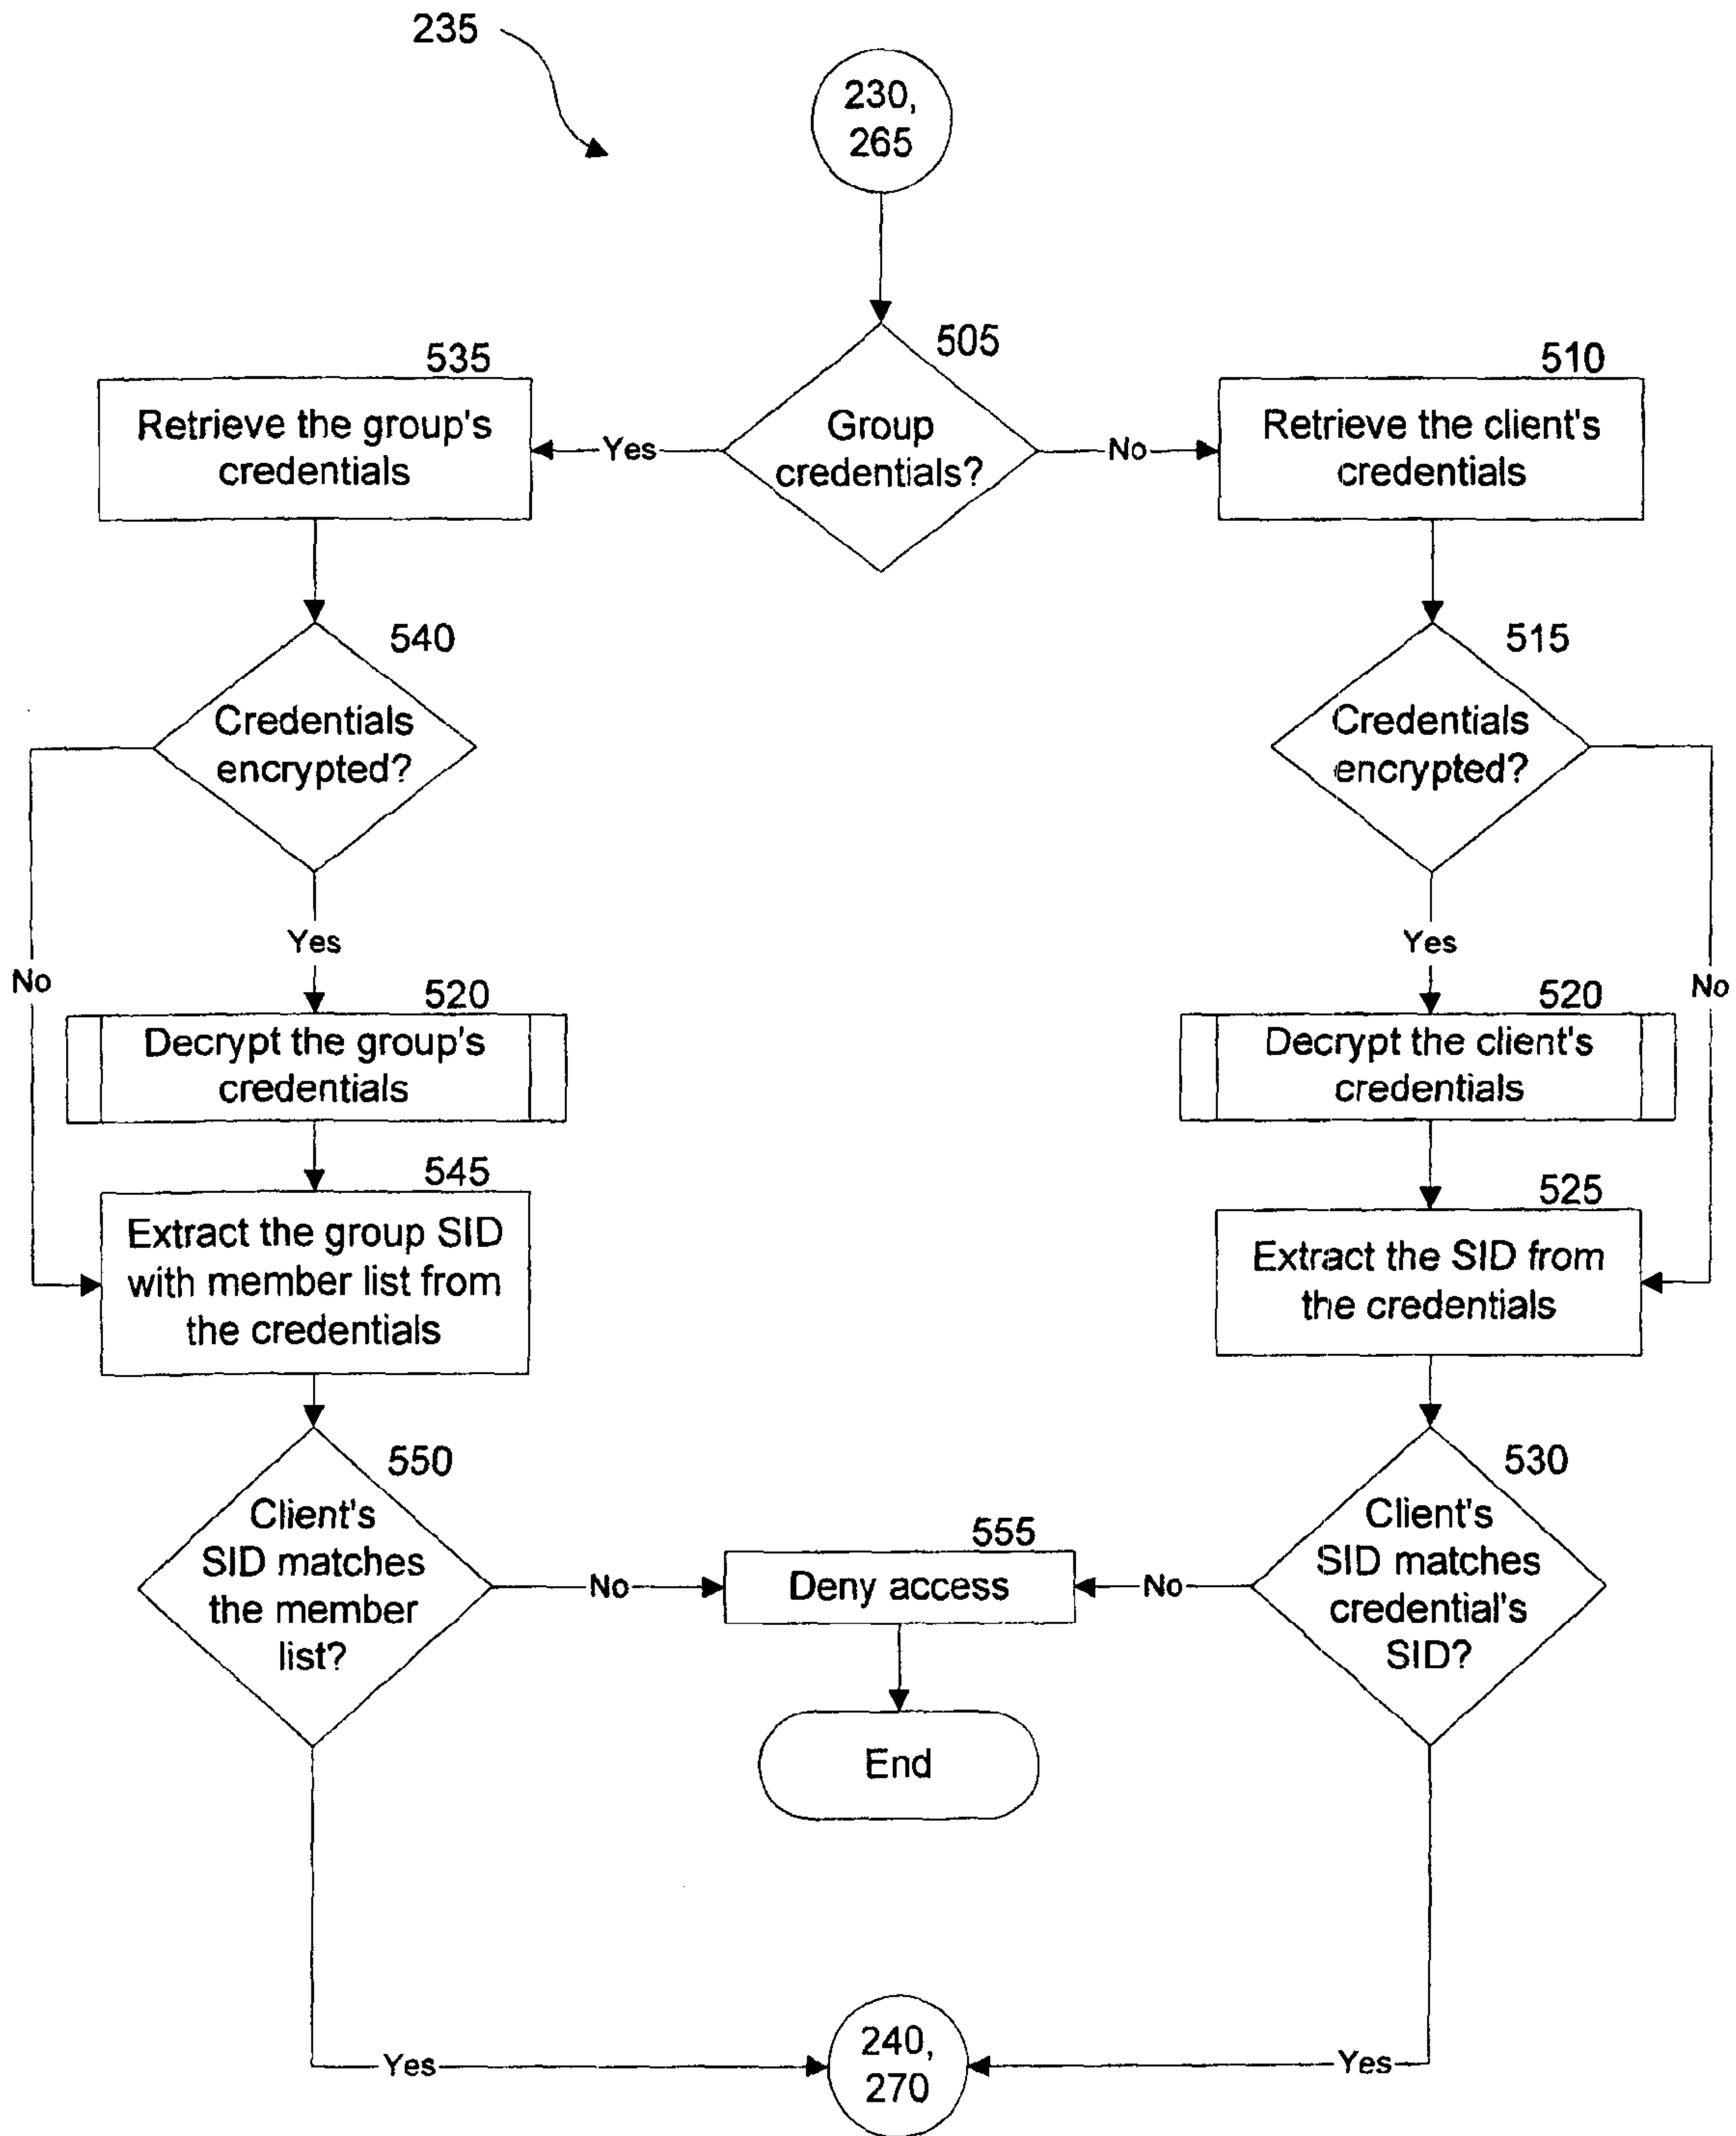 235
230,
265
505
Group
credentials?
Yes
No
535
Retrieve the group's
credentials
510
Retrieve the client's
credentials
540
Credentials
encrypted?
515
Credentials
encrypted?
Yes
No
Yes
No
520
Decrypt the group's
credentials
520
Decrypt the client's
credentials
545
Extract the group SID
with member list from
the credentials
525
Extract the SID from
the credentials
550
Client's
SID matches
the member
list?
530
Client's
SID matches
credential's
SID?
No
555
Deny access
No
End
Yes
240,
270
Yes